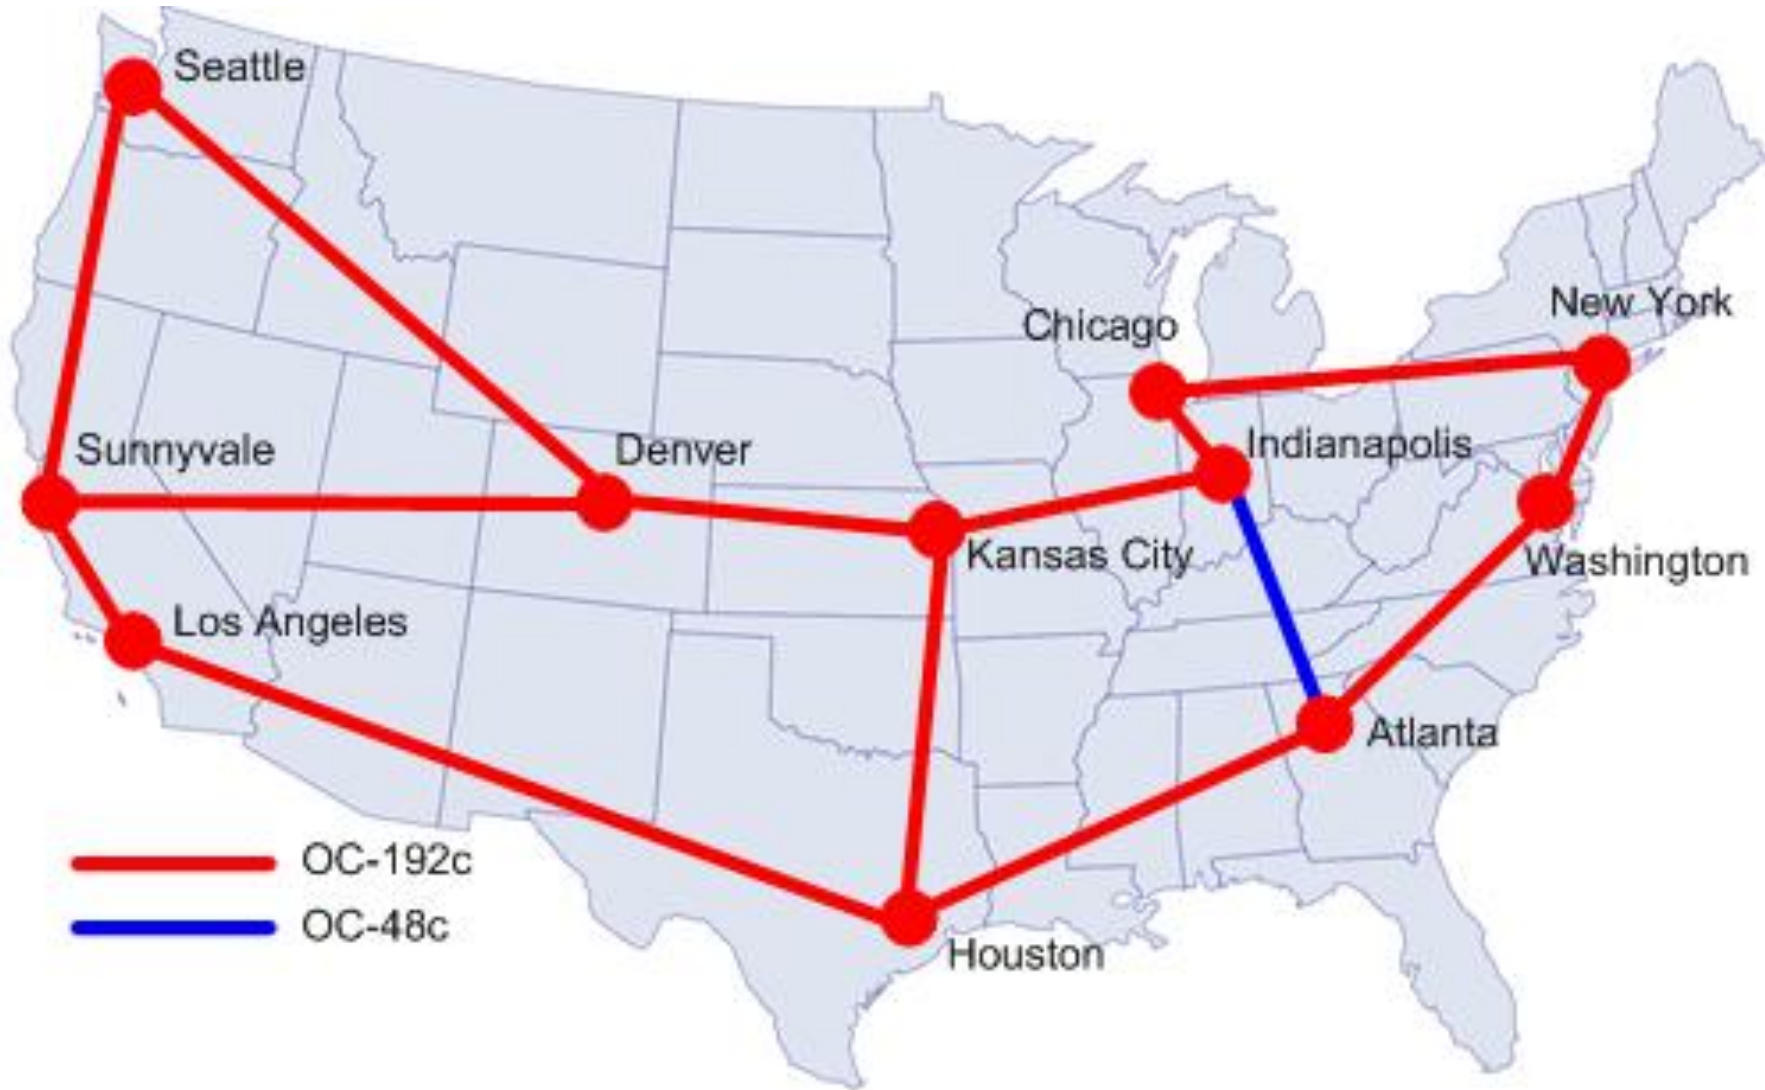 Seattle
New York
Chicago
Sunnyvale
Denver
Indianapolis
Kansas City
Washington
Los Angeles
Atlanta
OC-192c
OC-48c
Houston